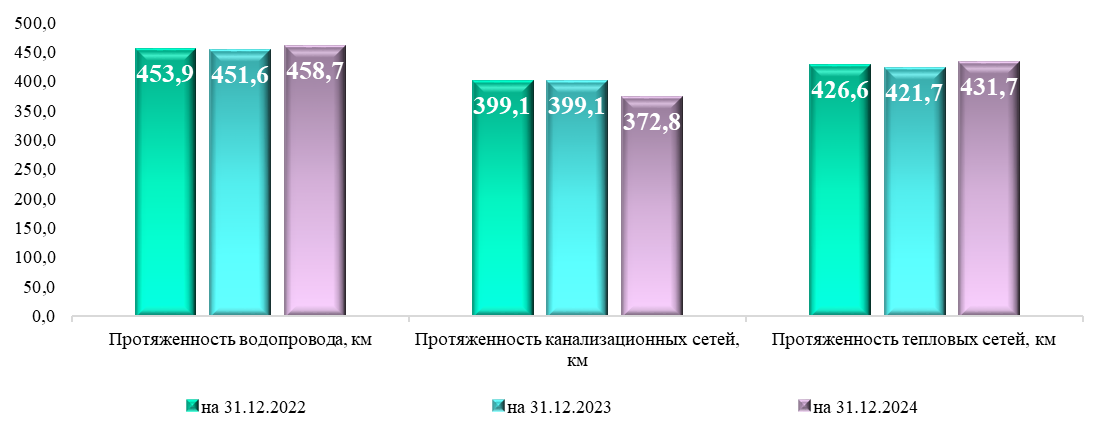 500,0
450,0
400,0
350,0
300,0
250,0
200,0
150,0
100,0
50,0
0,0
453,9 451,6 458,7
399,1 399,1 372,8
426,6 421,7 431,7
Протяженность водопровода, км
Протяженность канализационных сетей,
км
Протяженность тепловых сетей, км
на 31.12.2022 на 31.12.2023 на 31.12.2024